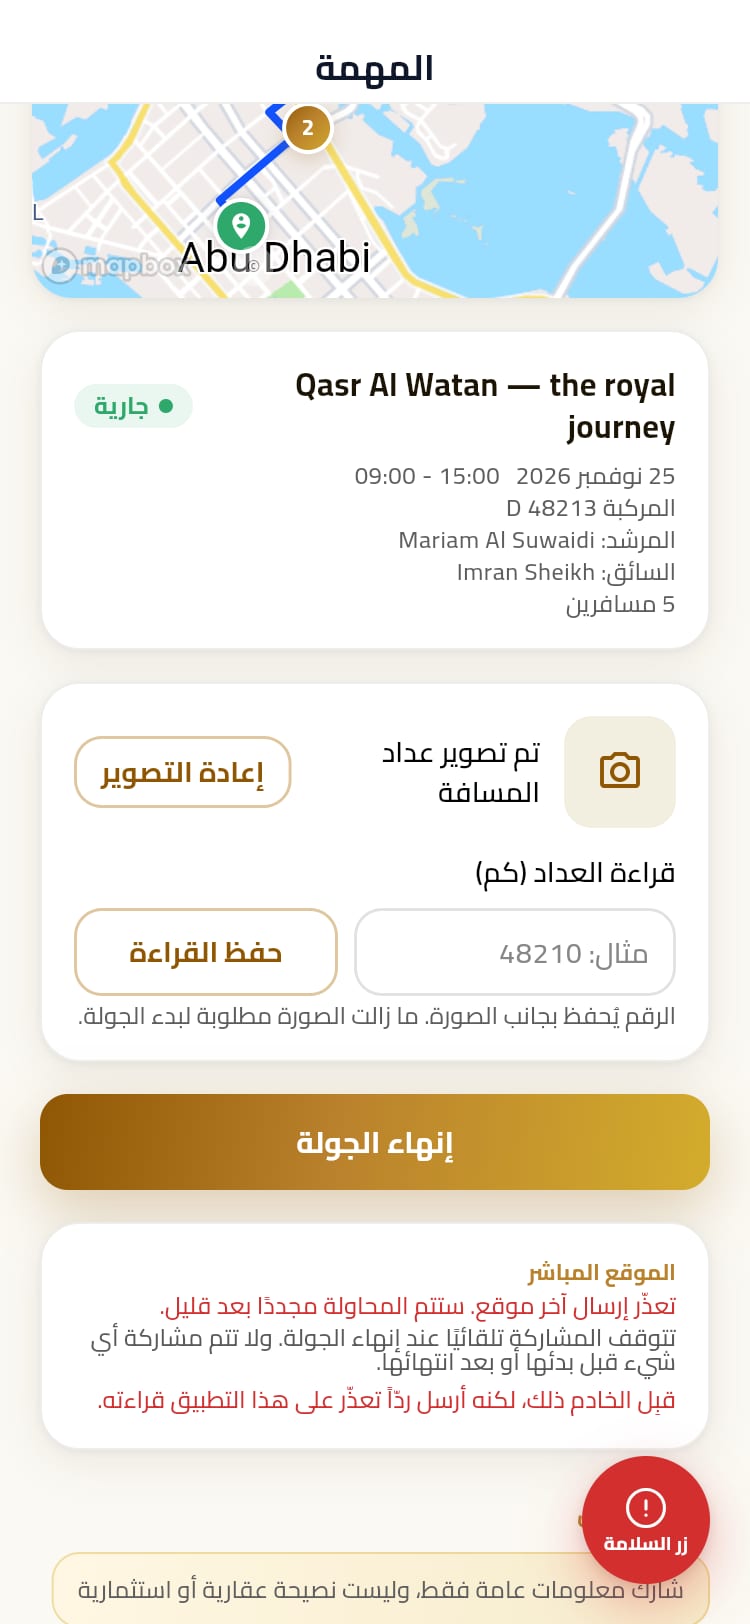 المهمة
2
L
Abu Dhabi
mapbox
Qasr Al Watan — the royal
journey
جارية
25 نوفمبر 2026 09:00 - 15:00
المركبة D 48213
المرشد: Mariam Al Suwaidi
السائق: Imran Sheikh
5 مسافرين
تم تصوير عداد
المسافة
إعادة التصوير
قراءة العداد (كم)
مثال: 48210
حفظ القراءة
الرقم يُحفظ بجانب الصورة. ما زالت الصورة مطلوبة لبدء الجولة.
إنهاء الجولة
الموقع المباشر
تعذّر إرسال آخر موقع. ستتم المحاولة مجددًا بعد قليل.
تتوقف المشاركة تلقائيًا عند إنهاء الجولة. ولا تتم مشاركة أي
شيء قبل بدئها أو بعد انتهائها.
قبِل الخادم ذلك، لكنه أرسل ردّاً تعذّر على هذا التطبيق قراءته.
زر السلامة
شارك معلومات عامة فقط، وليست نصيحة عقارية أو استثمارية